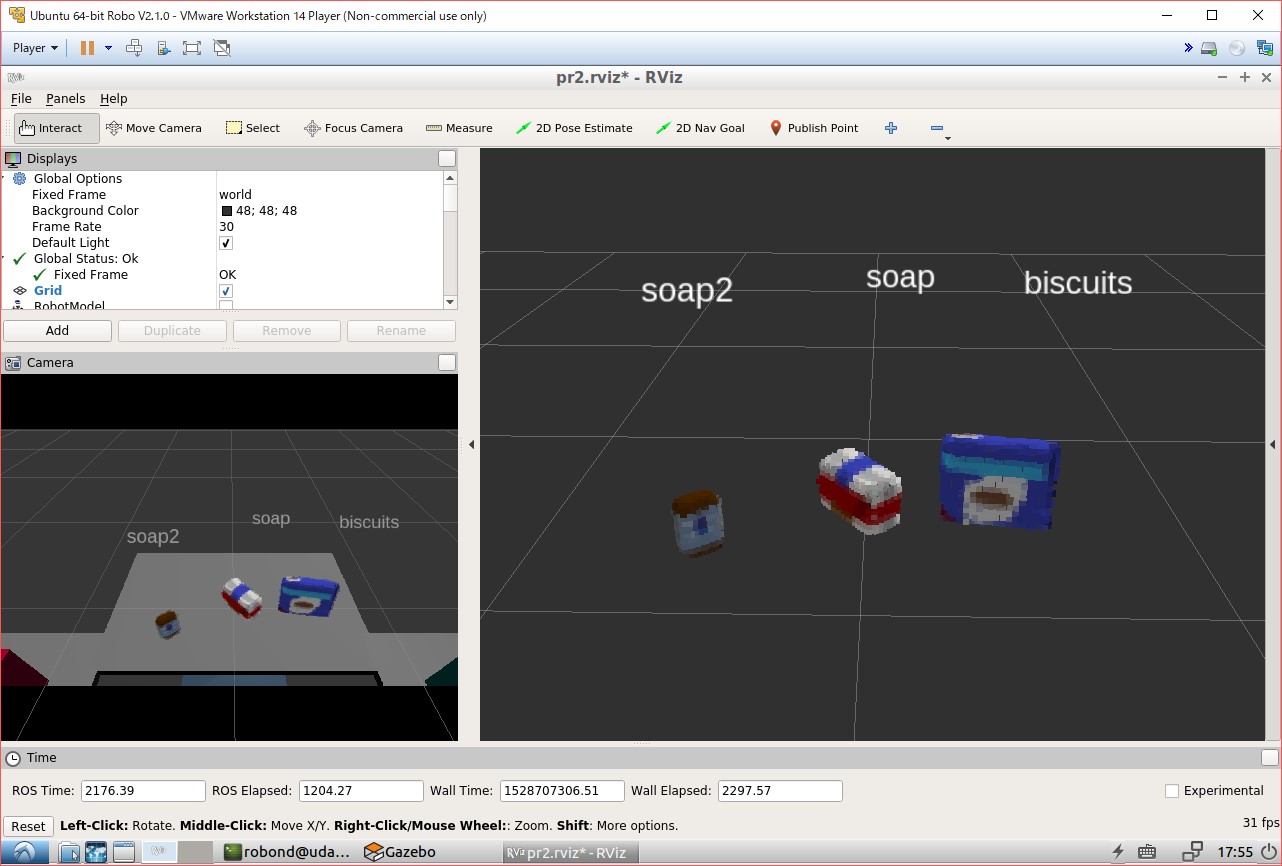 Ubuntu 64-bit Robo V2.1.0 - VMware Workstation 14 Player (Non-commercial use only)
Player
pr2.rviz* - RViz
File Panels Help
Interact Move Camera Select Focus Camera Measure 2D Pose Estimate 2D Nav Goal Publish Point
Displays
Global Options
Fixed Frame world
Background Color 48; 48; 48
Frame Rate 30
Default Light
Global Status: Ok
Fixed Frame OK
Grid
RobotModel
Add Duplicate Remove Rename
Camera
soap2 soap biscuits
soap2 soap biscuits
Time
ROS Time: 2176.39 ROS Elapsed: 1204.27 Wall Time: 1528707306.51 Wall Elapsed: 2297.57 Experimental
Reset Left-Click: Rotate. Middle-Click: Move X/Y. Right-Click/Mouse Wheel:: Zoom. Shift: More options. 31 fps
robond@uda... Gazebo pr2.rviz* - RViz 17:55